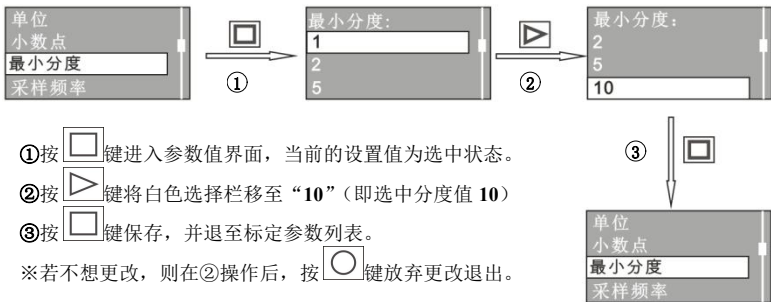 单位
小数点
最小分度
采样频率
①
最小分度:
1
2
5
②
最小分度:
2
5
10
③
单位
小数点
最小分度
采样频率
①按键进入参数值界面，当前的设置值为选中状态。
②按键将白色选择栏移至“10”（即选中分度值 10）
③按键保存，并退至标定参数列表。
※若不想更改，则在②操作后，按键放弃更改退出。